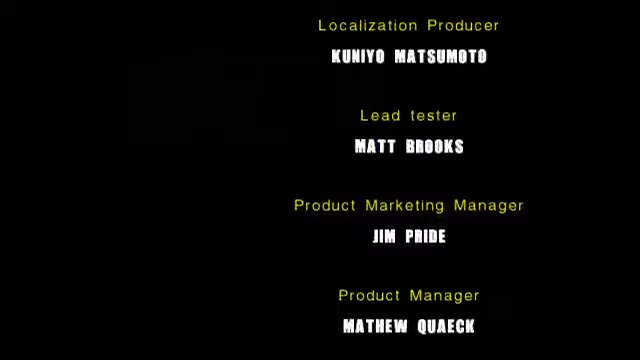 Localization Producer
KUNIYO MATSUMOTO
Lead tester
MATT BROOKS
Product Marketing Manager
JIM PRIDE
Product Manager
MATHEW QUAECK